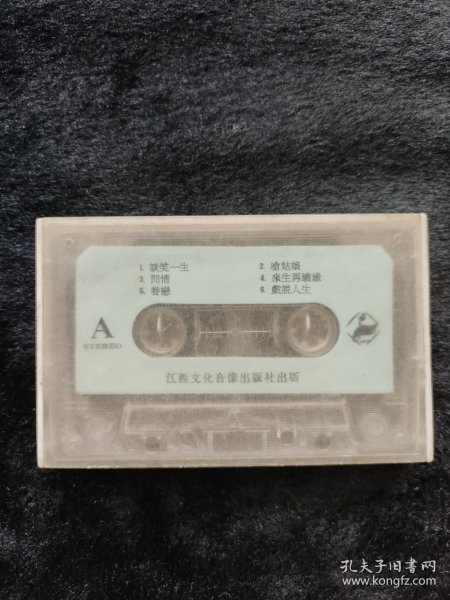 1. 談笑一生
2. 嗆姑娘
3. 問情
4. 來生再續緣
5. 眷戀
6. 戲說人生
A
STEREO
江西文化音像出版社出版
孔夫子旧书网
www.kongfz.com